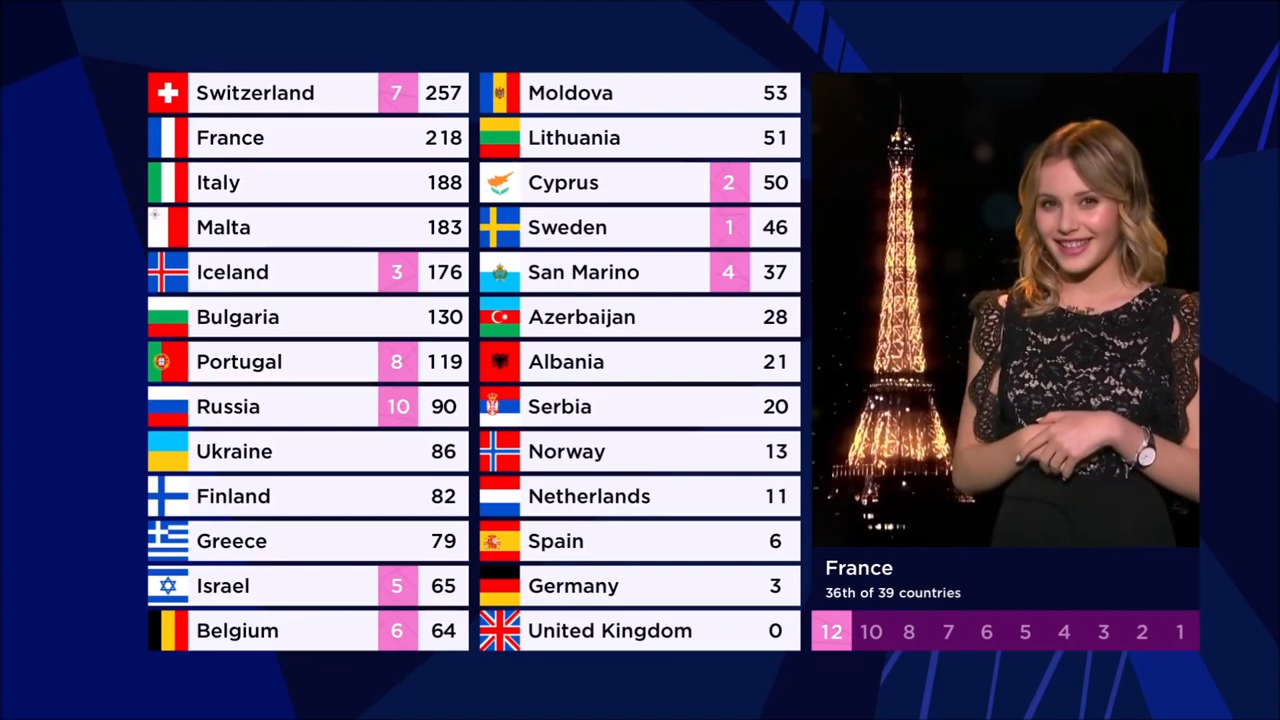 Switzerland 7 257
France 218
Italy 188
Malta 183
Iceland 3 176
Bulgaria 130
Portugal 8 119
Russia 10 90
Ukraine 86
Finland 82
Greece 79
Israel 5 65
Belgium 6 64
Moldova 53
Lithuania 51
Cyprus 2 50
Sweden 1 46
San Marino 4 37
Azerbaijan 28
Albania 21
Serbia 20
Norway 13
Netherlands 11
Spain 6
Germany 3
United Kingdom 0
France
36th of 39 countries
12 10 8 7 6 5 4 3 2 1